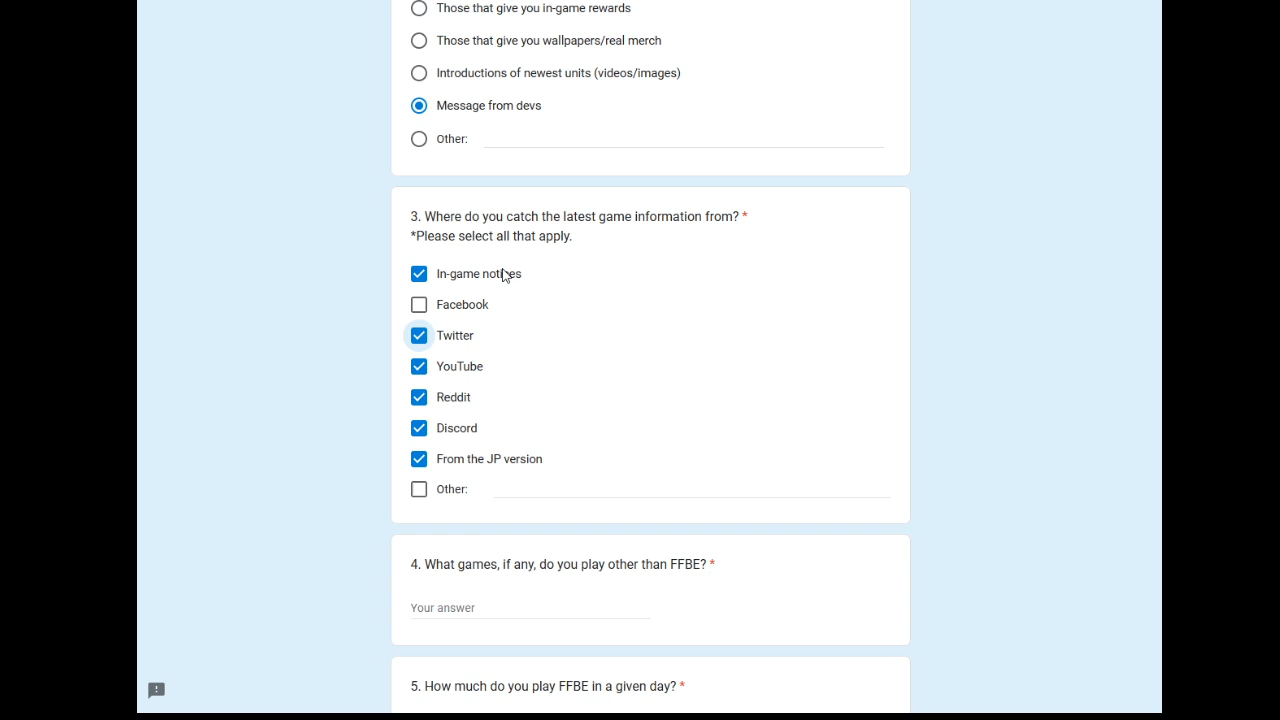 Those that give you in-game rewards
Those that give you wallpapers/real merch
Introductions of newest units (videos/images)
Message from devs
Other:
3. Where do you catch the latest game information from? *
*Please select all that apply.
In-game notices
Facebook
Twitter
YouTube
Reddit
Discord
From the JP version
Other:
4. What games, if any, do you play other than FFBE? *
Your answer
5. How much do you play FFBE in a given day? *